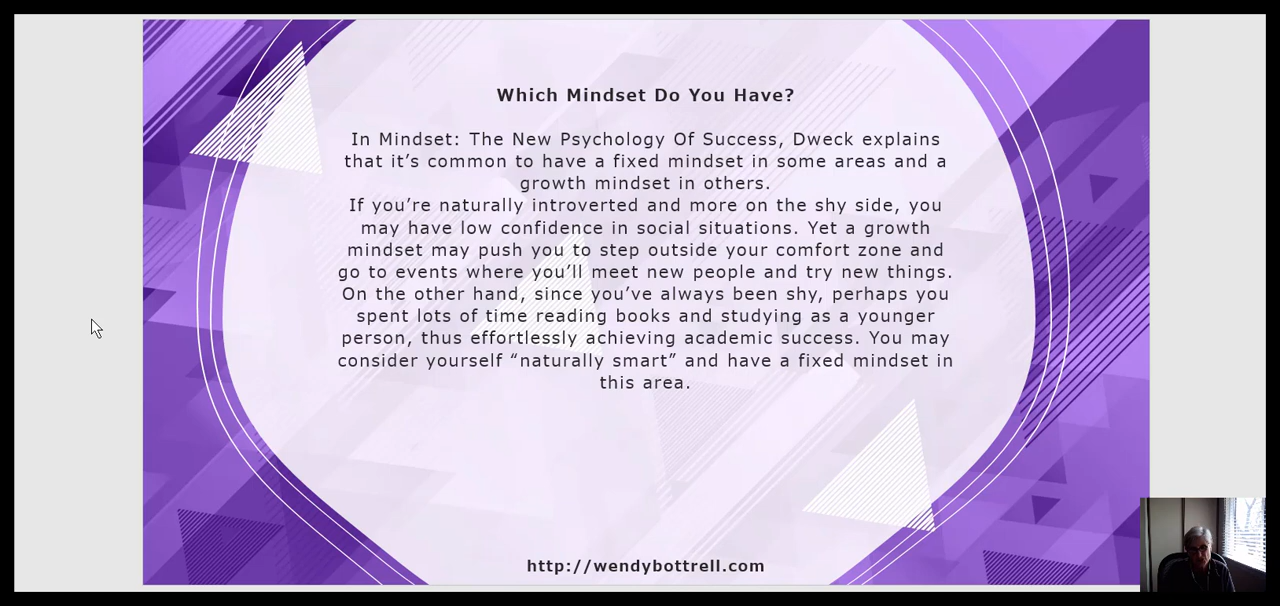 Which Mindset Do You Have?
In Mindset: The New Psychology Of Success, Dweck explains
that it’s common to have a fixed mindset in some areas and a
growth mindset in others.
If you’re naturally introverted and more on the shy side, you
may have low confidence in social situations. Yet a growth
mindset may push you to step outside your comfort zone and
go to events where you’ll meet new people and try new things.
On the other hand, since you’ve always been shy, perhaps you
spent lots of time reading books and studying as a younger
person, thus effortlessly achieving academic success. You may
consider yourself “naturally smart” and have a fixed mindset in
this area.
http://wendybottrell.com